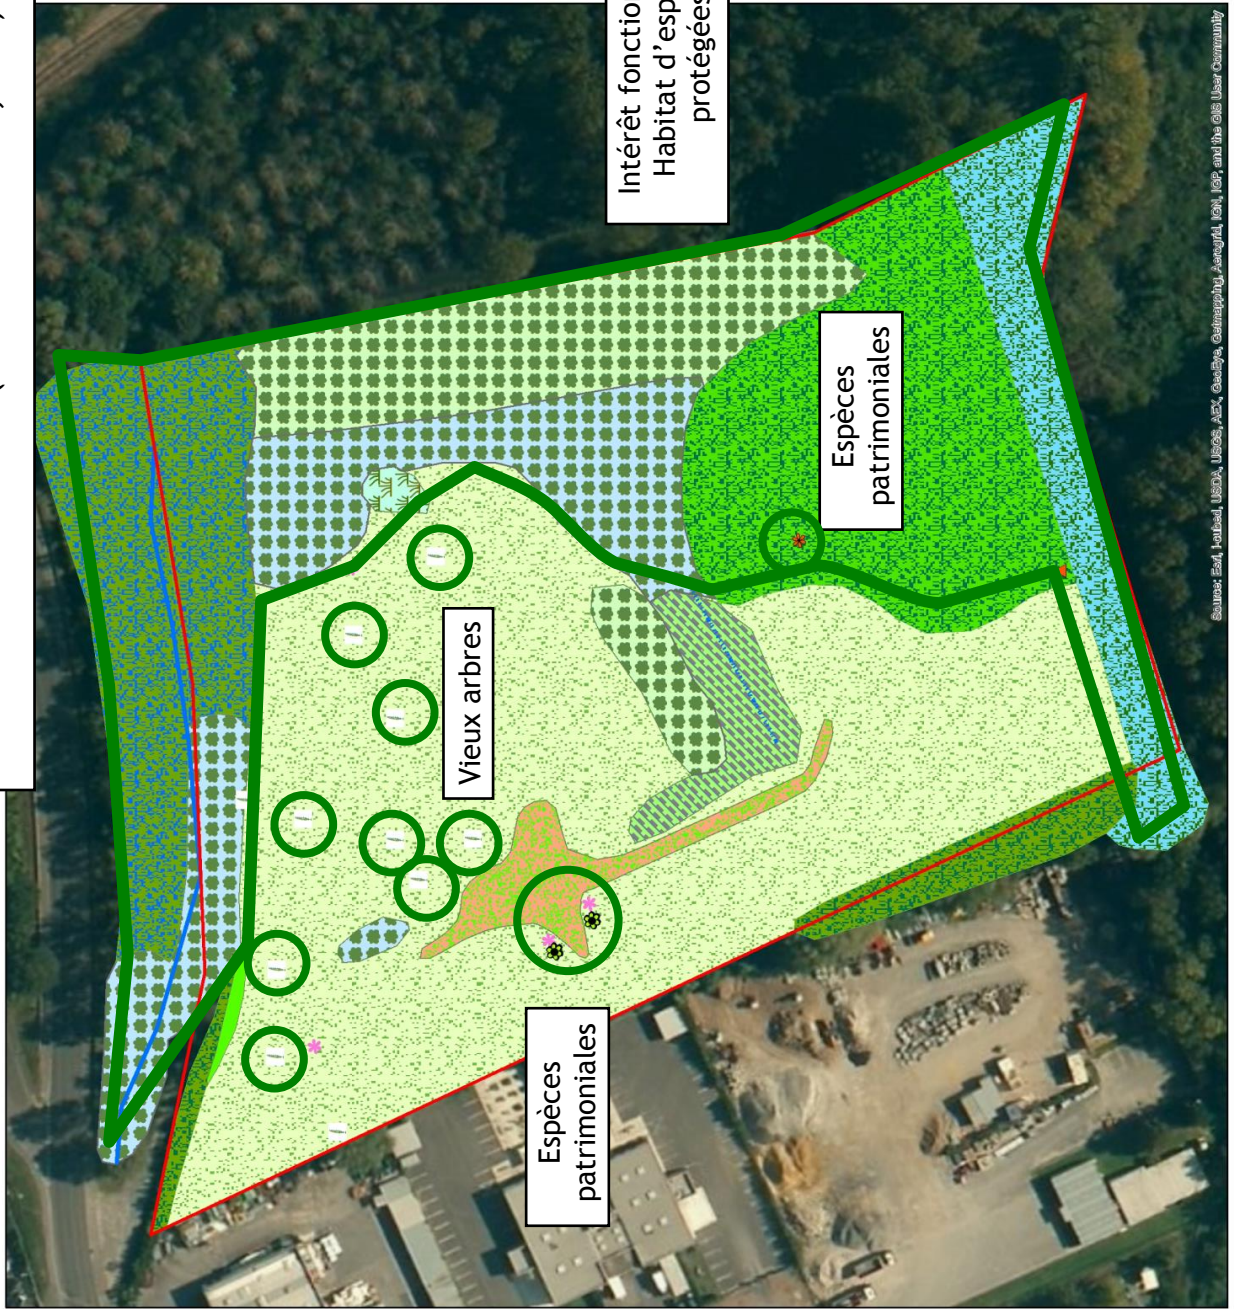 Intérêt fonctio
Habitat d'esp
protégées
Espèces
patrimoniales
Vieux arbres
Espèces
patrimoniales
Source: Esri, i-cubed, USDA, USGS, AEX, GeoEye, Getmapping, Aerogrid, IGN, IGP, and the GIS User Community